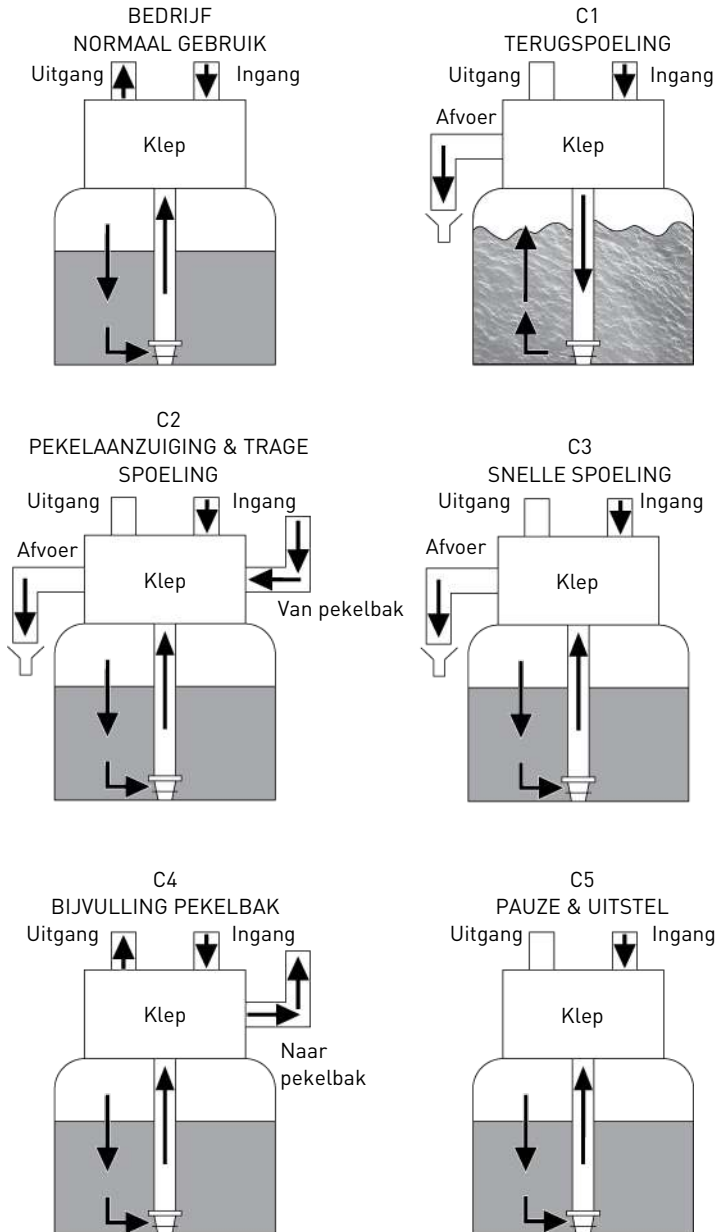 BEDRIJF
NORMAAL GEBRUIK
Uitgang
Ingang
Klep
C1
TERUGSPOELING
Uitgang
Ingang
Afvoer
Klep
C2
PEKELAANZUIGING & TRAGE
SPOELING
Uitgang
Ingang
Afvoer
Klep
Van pekelbak
C3
SNELLE SPOELING
Uitgang
Ingang
Afvoer
Klep
C4
BIJVULLING PEKELBAK
Uitgang
Ingang
Klep
Naar
pekelbak
C5
PAUZE & UITSTEL
Uitgang
Ingang
Klep